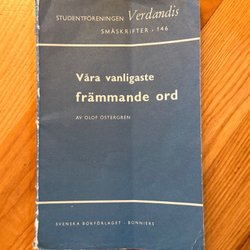 STUDENTFÖRENINGEN Verdandis
SMÅSKRIFTER • 146
Våra vanligaste
främmande ord
AV OLOF ÖSTERGREN
SVENSKA BOKFÖRLAGET • BONNIERS